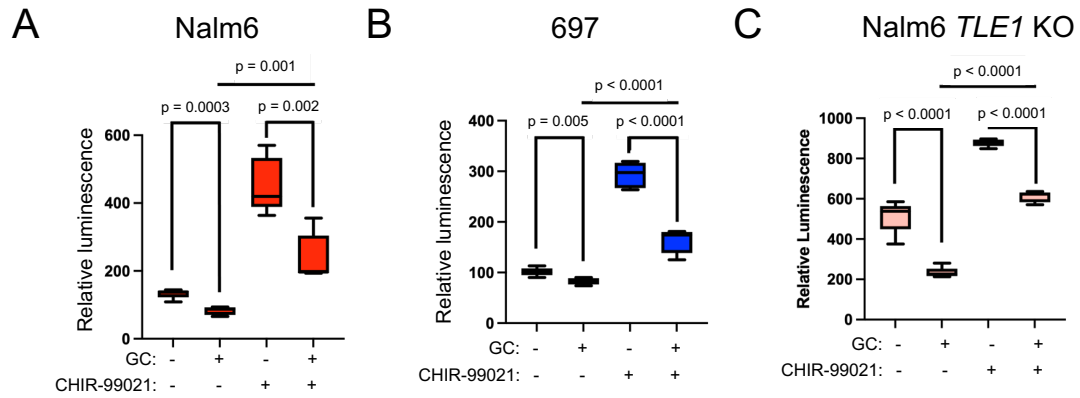 A
Nalm6
p = 0.001
p = 0.0003
p = 0.002
Relative luminescence
600
400
200
0
GC: - + - +
CHIR-99021: - - + +
B
697
p < 0.0001
p = 0.005
p < 0.0001
Relative luminescence
400
300
200
100
0
GC: - + - +
CHIR-99021: - - + +
C
Nalm6 TLE1 KO
p < 0.0001
p < 0.0001
p < 0.0001
Relative Luminescence
1000
800
600
400
200
0
GC: - + - +
CHIR-99021: - - + +